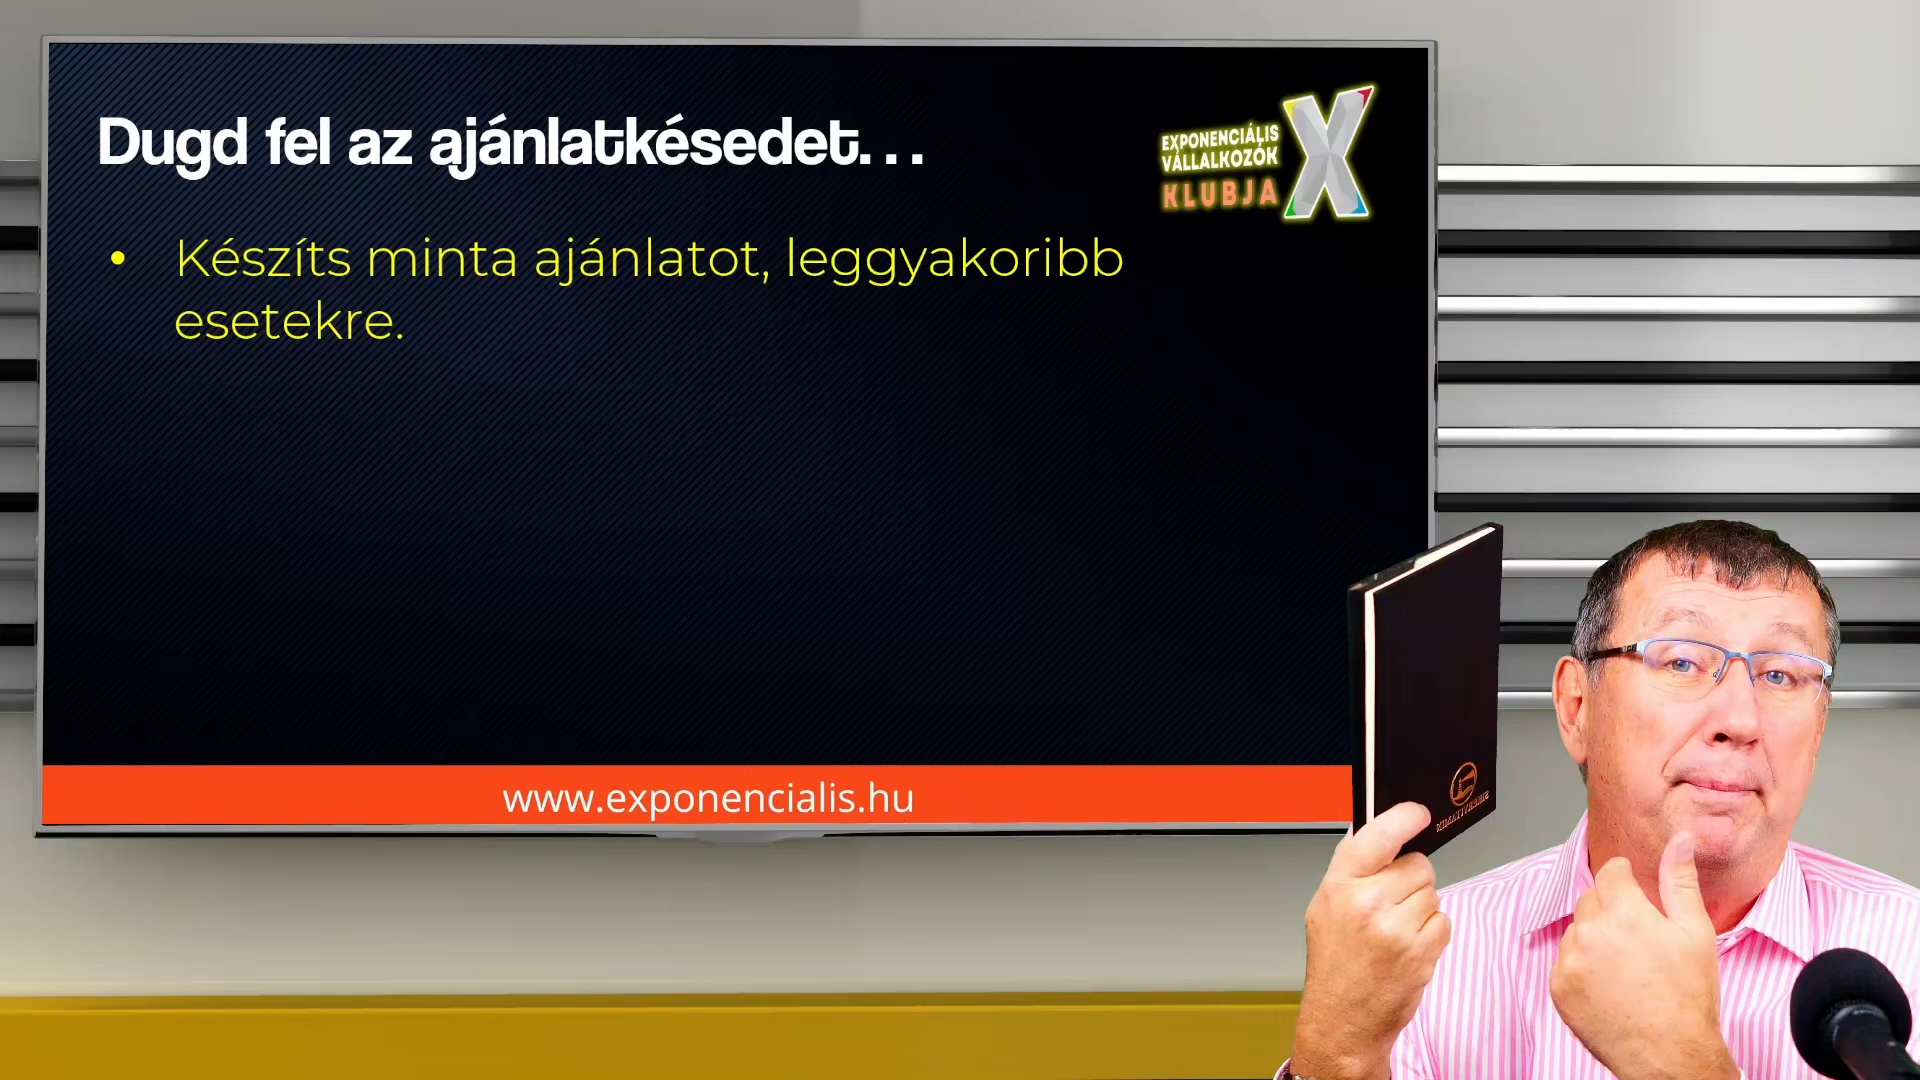 Dugd fel az ajánlatkésedet...
EXPONENCIÁLIS
VÁLLALKOZÓK
KLUBJA
X
• Készíts minta ajánlatot, leggyakoribb
esetekre.
www.exponencialis.hu